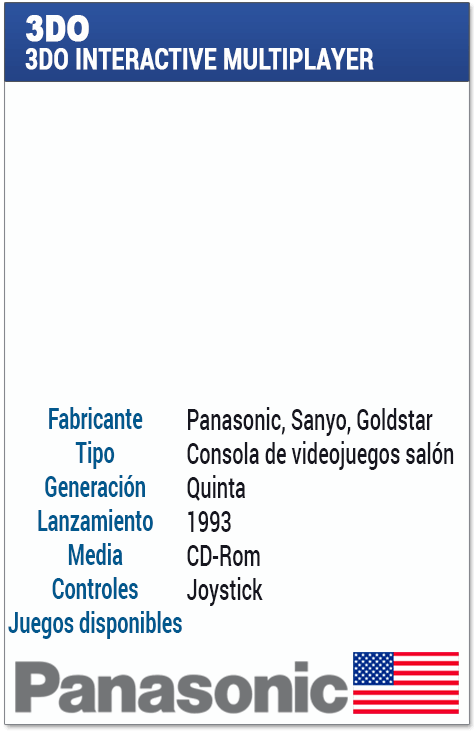 3DO
3DO INTERACTIVE MULTIPLAYER
Fabricante Panasonic, Sanyo, Goldstar
Tipo Consola de videojuegos salón
Generación Quinta
Lanzamiento 1993
Media CD-Rom
Controles Joystick
Juegos disponibles
Panasonic